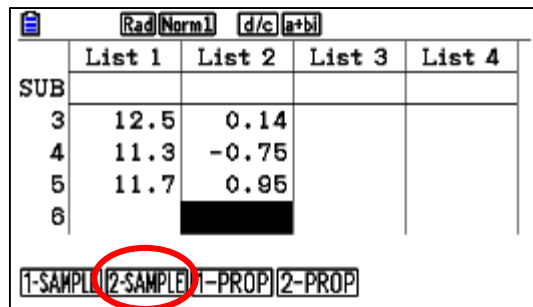 Rad Norm1 d/c a+bi
List 1 List 2 List 3 List 4
SUB
3 12.5 0.14
4 11.3 -0.75
5 11.7 0.95
6
1-SAMPLE 2-SAMPLE 1-PROP 2-PROP